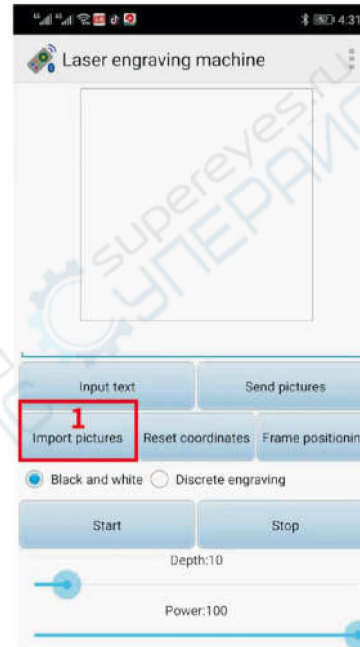 4:31
Laser engraving machine
supereyes.ru
СУПЕРАЙС
Input text
Send pictures
1
Import pictures
Reset coordinates
Frame positionin
Black and white
Discrete engraving
Start
Stop
Depth:10
Power:100